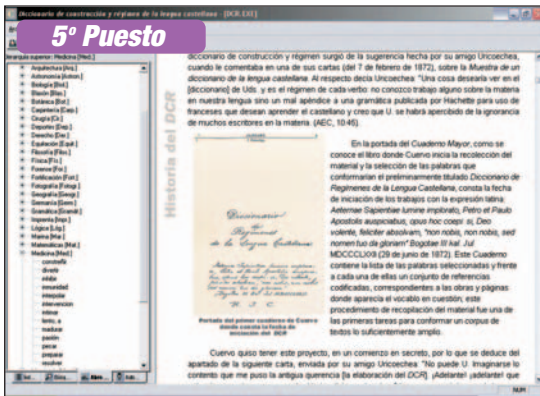 Diccionario de construcción y régimen de la lengua castellana - [DCR.EXE]
5º Puesto
Jerarquía superior: Medicina [Med.]
Arquitectura [Arq.]
Astronomía [Astron.]
Biología [Biol.]
Blasón [Blas.]
Botánica [Bot.]
Carpintería [Carp.]
Cirugía [Cir.]
Deportes [Dep.]
Derecho [Der.]
Equitación [Equit.]
Filosofía [Filos.]
Física [Fís.]
Forense [For.]
Fortificación [Fort.]
Fotografía [Fotogr.]
Geografía [Geogr.]
Germanía [Germ.]
Gramática [Gramát.]
Imprenta [Impr.]
Lógica [Lóg.]
Marina [Mar.]
Matemáticas [Mat.]
Medicina [Med.]
constreñir
divertir
inhibir
inmunidad
interpolar
intervención
irritar
lento, a
madurar
pasión
pecar
preparar
resolver
Historia del DCR
diccionario de construcción y régimen surgió de la sugerencia hecha por su amigo Uricoechea,
cuando le comentaba en una de sus cartas (del 7 de febrero de 1872), sobre la Muestra de un
diccionario de la lengua castellana. Al respecto decía Uricoechea: "Una cosa desearía ver en el
[diccionario] de Uds. y es el régimen de cada verbo: no conozco trabajo alguno sobre la materia
en nuestra lengua sino un mal apéndice a una gramática publicada por Hachette para uso de
franceses que desean aprender el castellano y creo que U. se habrá apercibido de la ignorancia
de muchos escritores en la materia. (AEC, 10:45).
En la portada del Cuaderno Mayor, como se
conoce el libro donde Cuervo inicia la recolección del
material y la selección de las palabras que
conformarían el preliminarmente titulado Diccionario de
Regímenes de la Lengua Castellana, consta la fecha
de iniciación de los trabajos con la expresión latina:
Aeternae Sapientiae lumine implorato, Petro et Paulo
Apostolis auspiciabus, opus hoc coepi: si, Deo
volente, feliciter absolvam, "non nobis, non nobis, sed
nomen tuo da gloriam" Bogotae III kal. Jul
MDCCCLXXII (29 de junio de 1872). Este Cuaderno
contiene la lista de las palabras seleccionadas y frente
a cada una de ellas un conjunto de referencias
codificadas, correspondientes a las obras y páginas
donde aparecía el vocablo en cuestión; este
procedimiento de recopilación del material fue una de
las primeras tareas para conformar un corpus de
textos lo suficientemente amplio.
Diccionario
de
Regímenes
de la Lengua Castellana
Portada del primer cuaderno de Cuervo
donde consta la fecha de
iniciación del DCR
Cuervo quiso tener este proyecto, en un comienzo en secreto, por lo que se deduce del
apartado de la siguiente carta, enviada por su amigo Uricoechea: "No puede U. Imaginarse lo
contento que me puso la antigua querencia [la elaboración del DCR]. ¡Adelante! ¡adelante! que
NUM